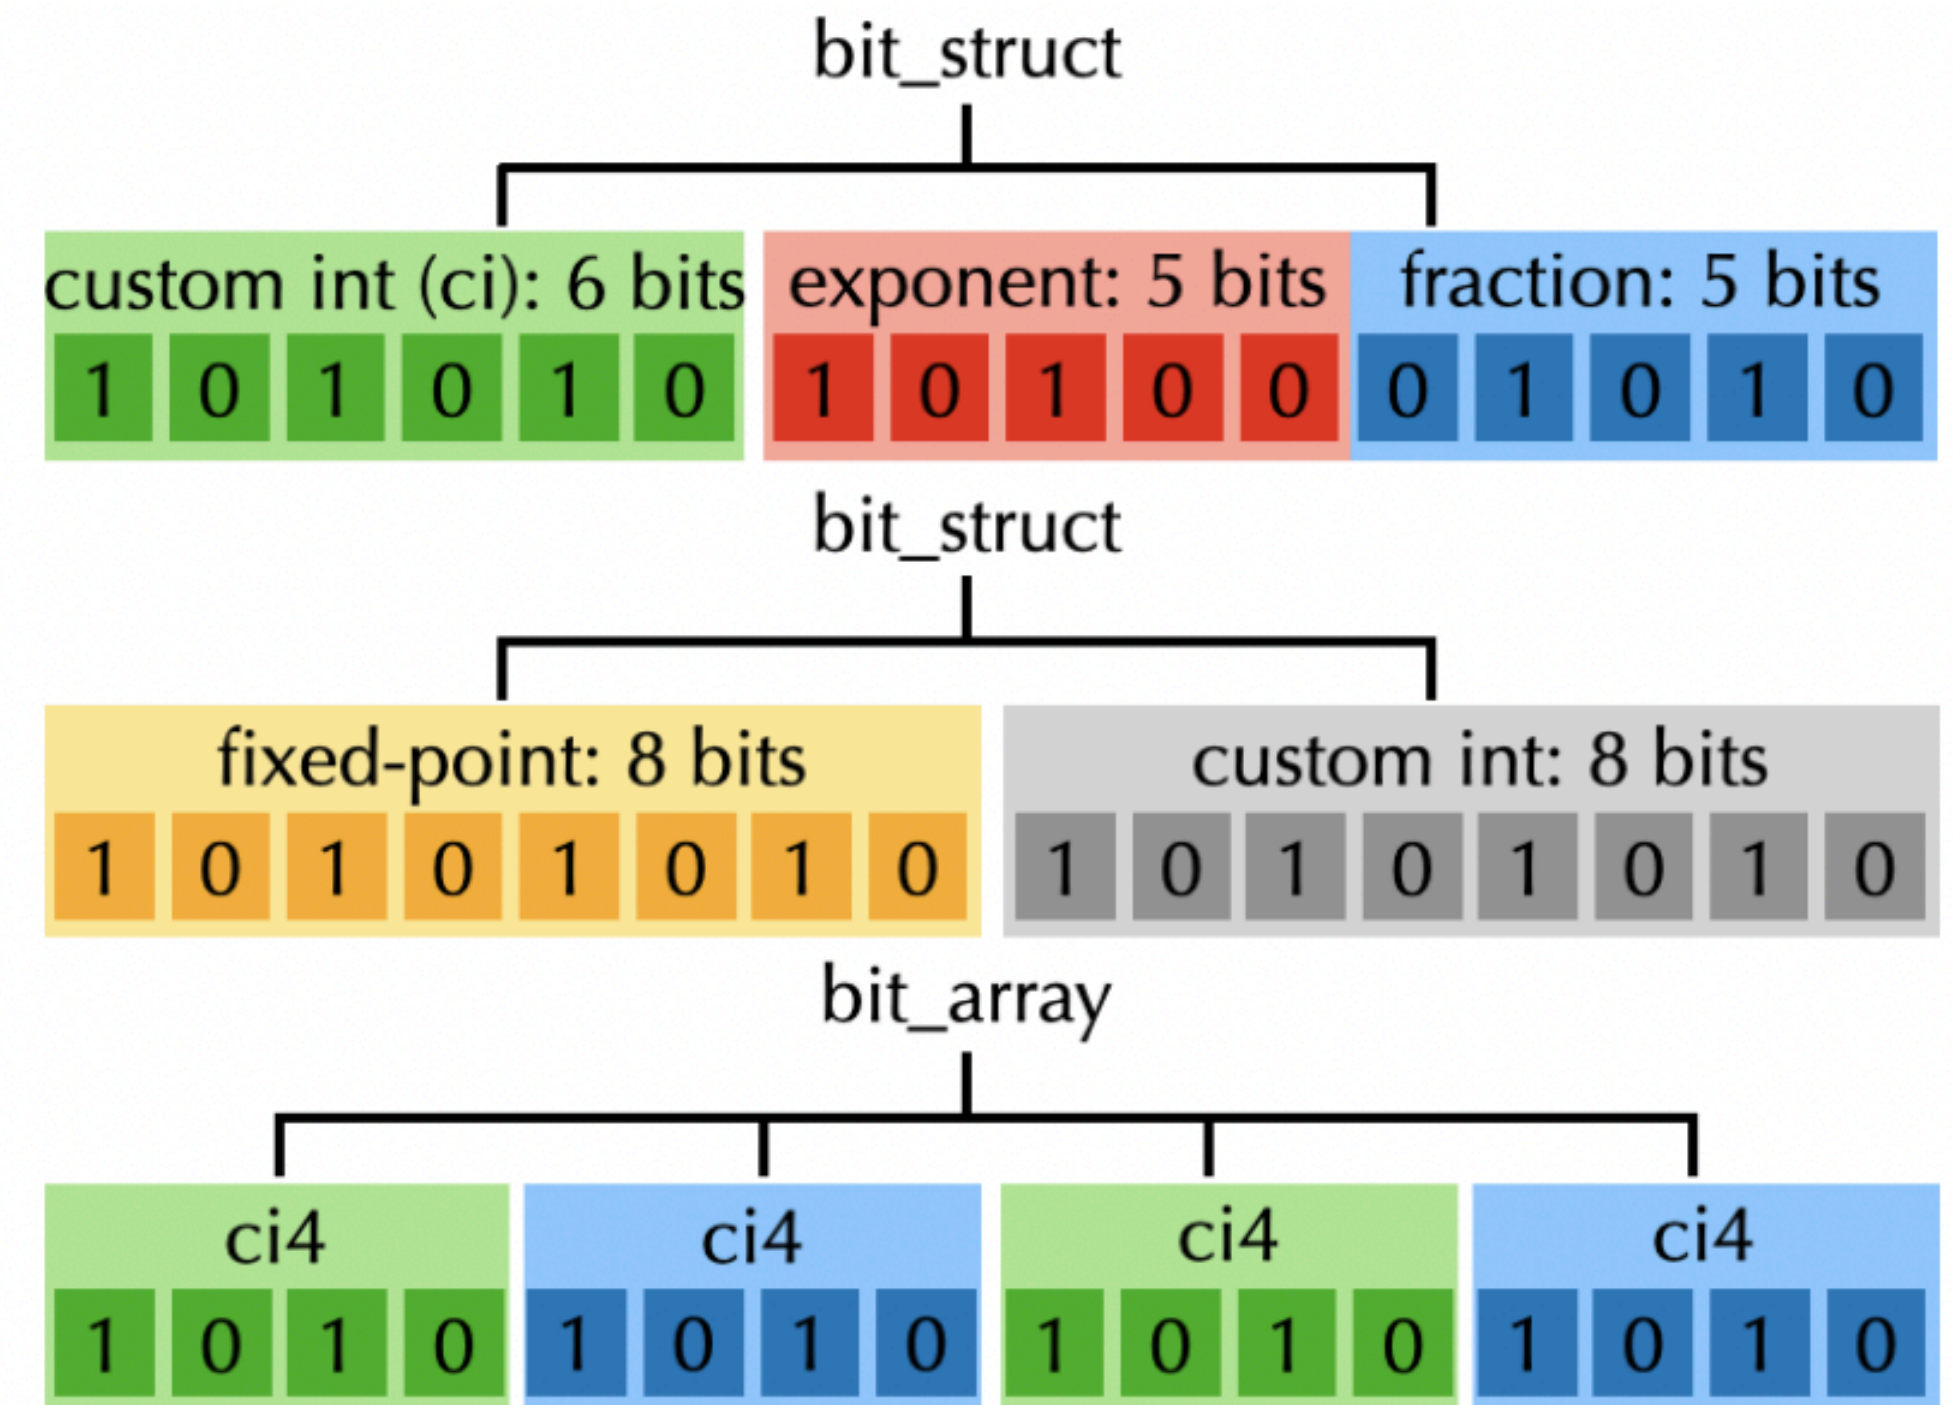 bit_struct
custom int (ci): 6 bits exponent: 5 bits fraction: 5 bits
1 0 1 0 1 0 1 0 1 0 0 0 1 0 1 0
bit_struct
fixed-point: 8 bits custom int: 8 bits
1 0 1 0 1 0 1 0 1 0 1 0 1 0 1 0
bit_array
ci4 ci4 ci4 ci4
1 0 1 0 1 0 1 0 1 0 1 0 1 0 1 0